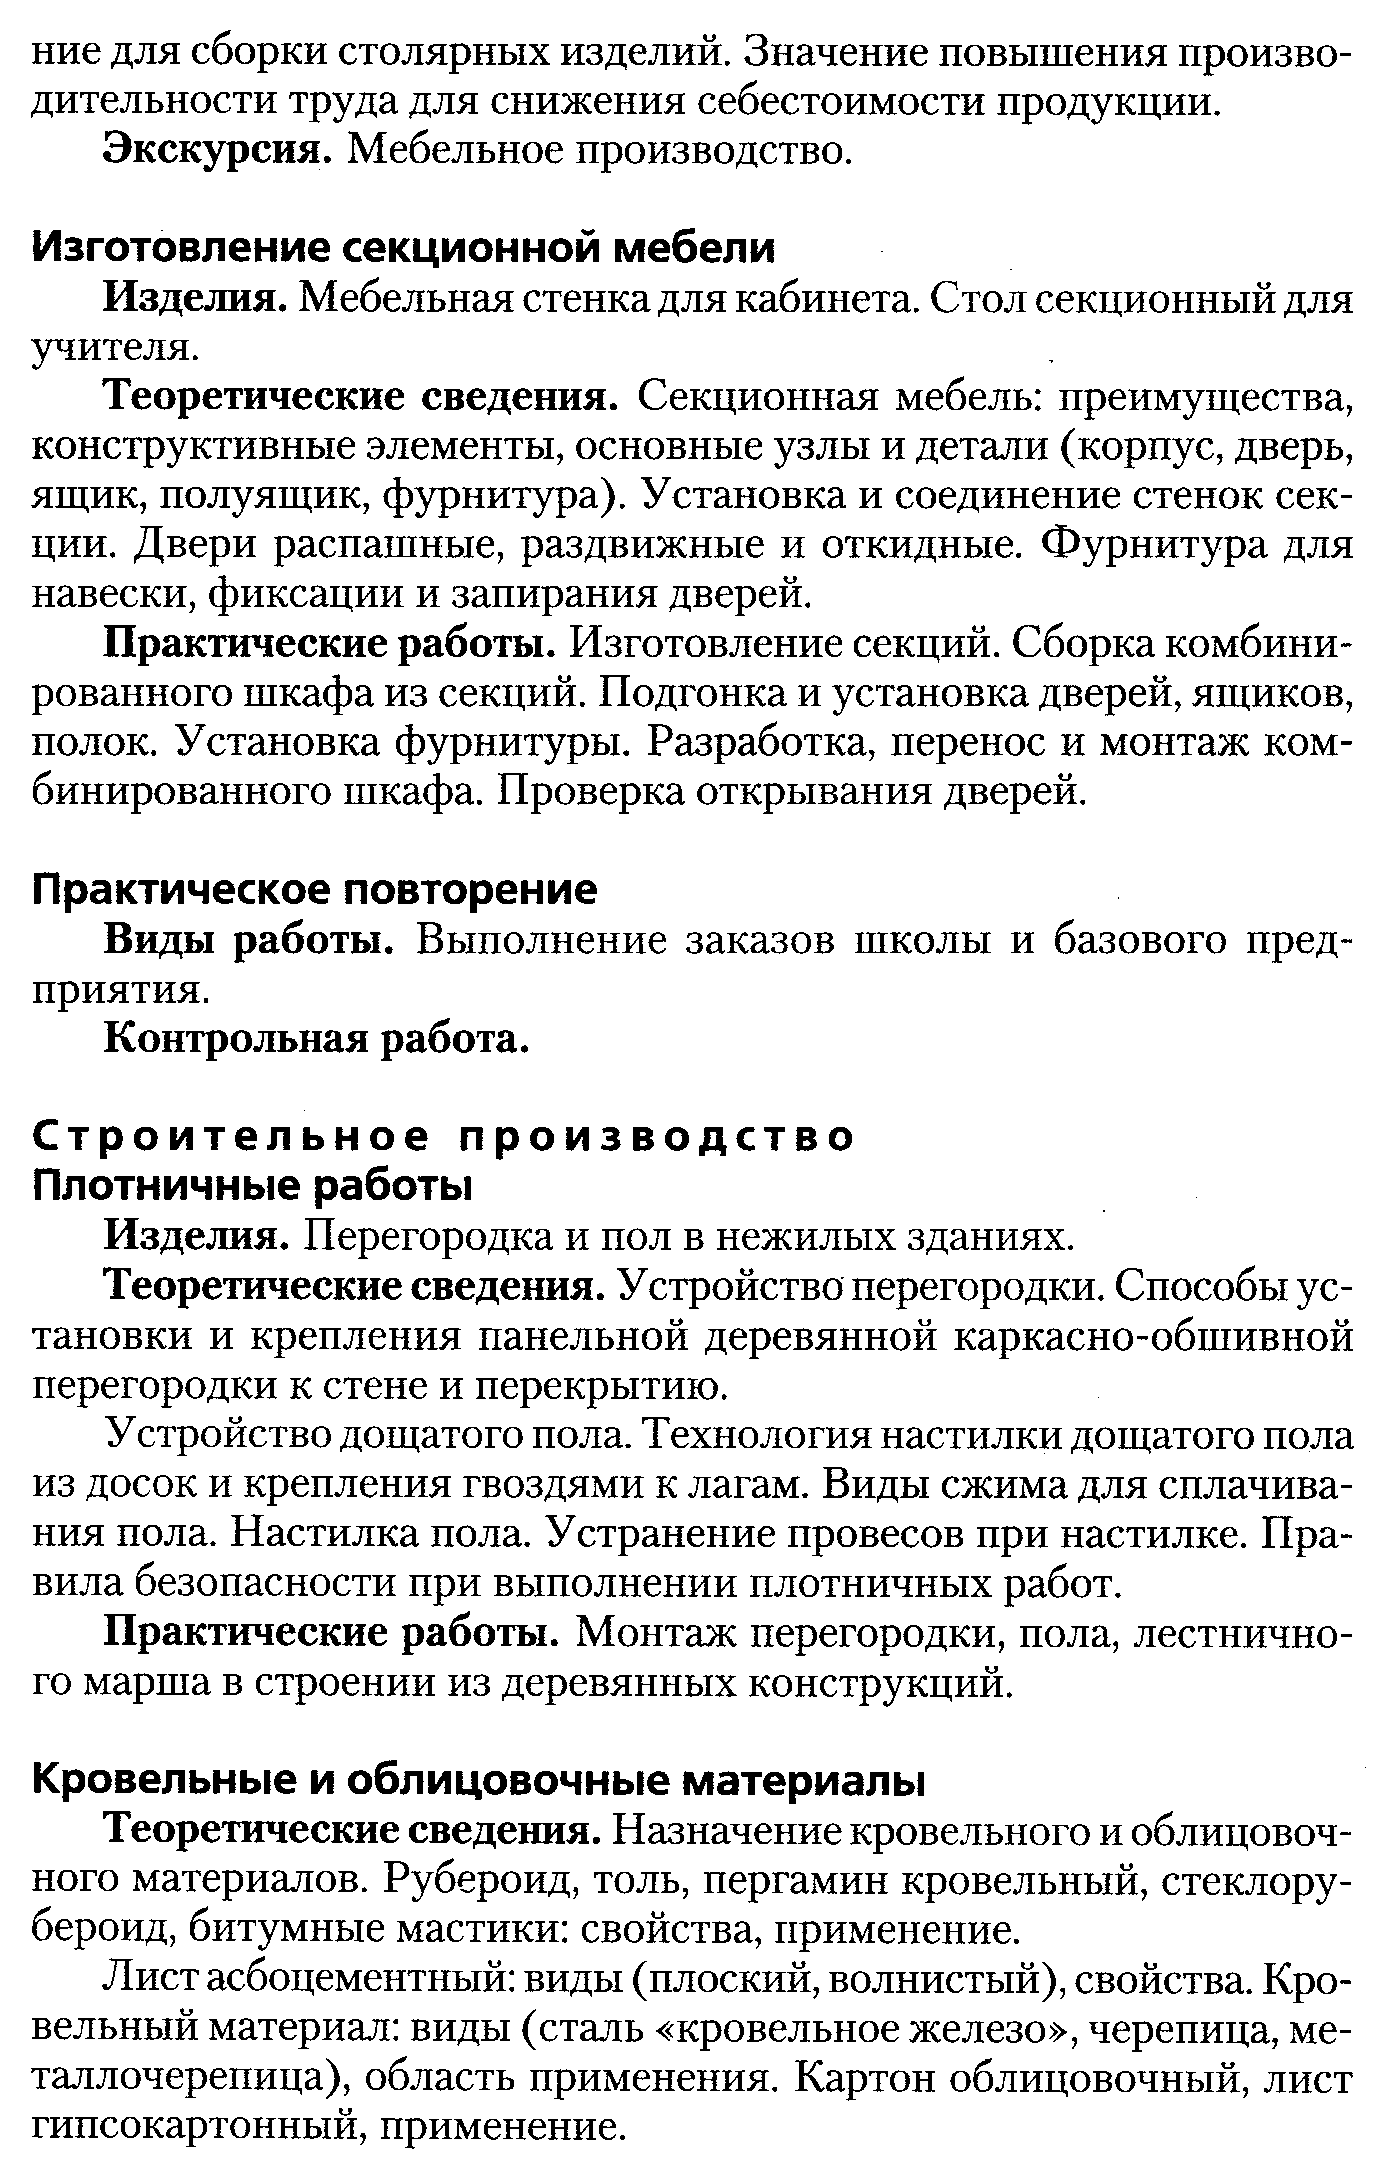 ние для сборки столярных изделий. Значение повышения произво-
дительности труда для снижения себестоимости продукции.
Экскурсия. Мебельное производство.
Изготовление секционной мебели
Изделия. Мебельная стенка для кабинета. Стол секционный для
учителя.
Теоретические сведения. Секционная мебель: преимущества,
конструктивные элементы, основные узлы и детали (корпус, дверь,
ящик, полуящик, фурнитура). Установка и соединение стенок сек-
ции. Двери распашные, раздвижные и откидные. Фурнитура для
навески, фиксации и запирания дверей.
Практические работы. Изготовление секций. Сборка комбини-
рованного шкафа из секций. Подгонка и установка дверей, ящиков,
полок. Установка фурнитуры. Разработка, перенос и монтаж ком-
бинированного шкафа. Проверка открывания дверей.
Практическое повторение
Виды работы. Выполнение заказов школы и базового пред-
приятия.
Контрольная работа.
Строительное производство
Плотничные работы
Изделия. Перегородка и пол в нежилых зданиях.
Теоретические сведения. Устройство перегородки. Способы ус-
тановки и крепления панельной деревянной каркасно-обшивной
перегородки к стене и перекрытию.
Устройство дощатого пола. Технология настилки дощатого пола
из досок и крепления гвоздями к лагам. Виды сжима для сплачива-
ния пола. Настилка пола. Устранение провесов при настилке. Пра-
вила безопасности при выполнении плотничных работ.
Практические работы. Монтаж перегородки, пола, лестнично-
го марша в строении из деревянных конструкций.
Кровельные и облицовочные материалы
Теоретические сведения. Назначение кровельного и облицовоч-
ного материалов. Рубероид, толь, пергамин кровельный, стеклору-
бероид, битумные мастики: свойства, применение.
Лист асбоцементный: виды (плоский, волнистый), свойства. Кро-
вельный материал: виды (сталь «кровельное железо», черепица, ме-
таллочерепица), область применения. Картон облицовочный, лист
гипсокартонный, применение.